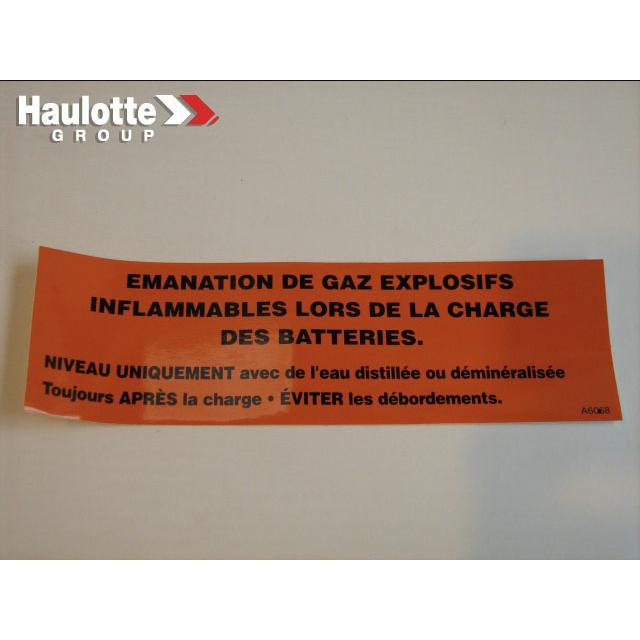 Haulotte
GROUP
EMANATION DE GAZ EXPLOSIFS
INFLAMMABLES LORS DE LA CHARGE
DES BATTERIES.
NIVEAU UNIQUEMENT avec de l'eau distillée ou déminéralisée
Toujours APRÈS la charge • ÉVITER les débordements.
A6068